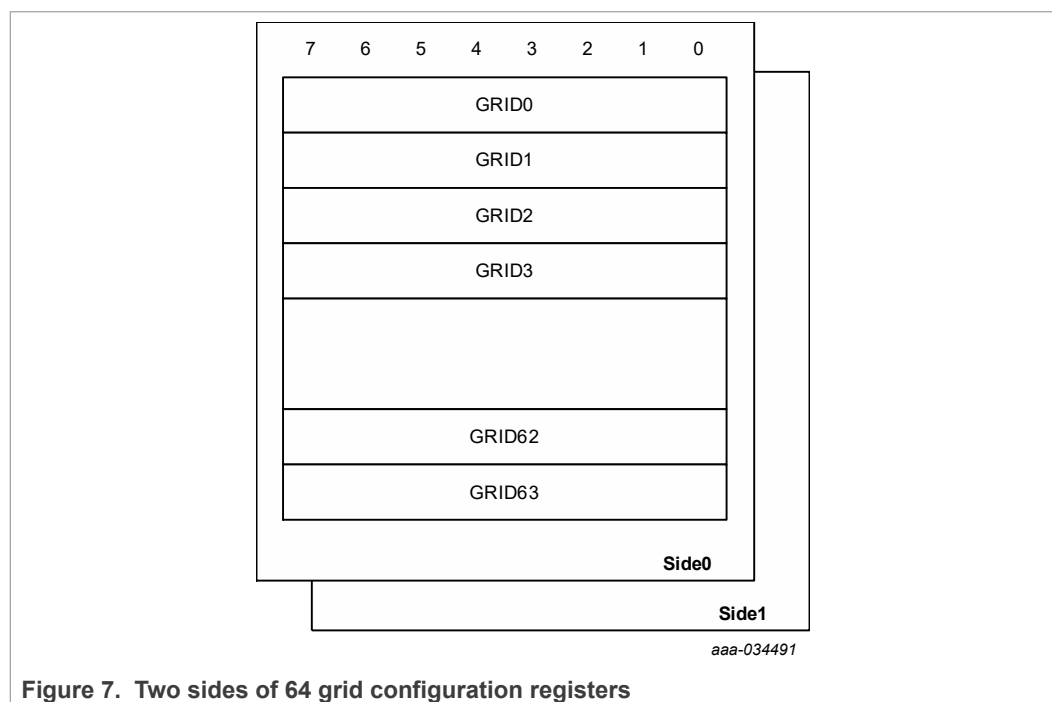 7 6 5 4 3 2 1 0
GRID0
GRID1
GRID2
GRID3
GRID62
GRID63
Side0
Side1
aaa-034491
Figure 7. Two sides of 64 grid configuration registers